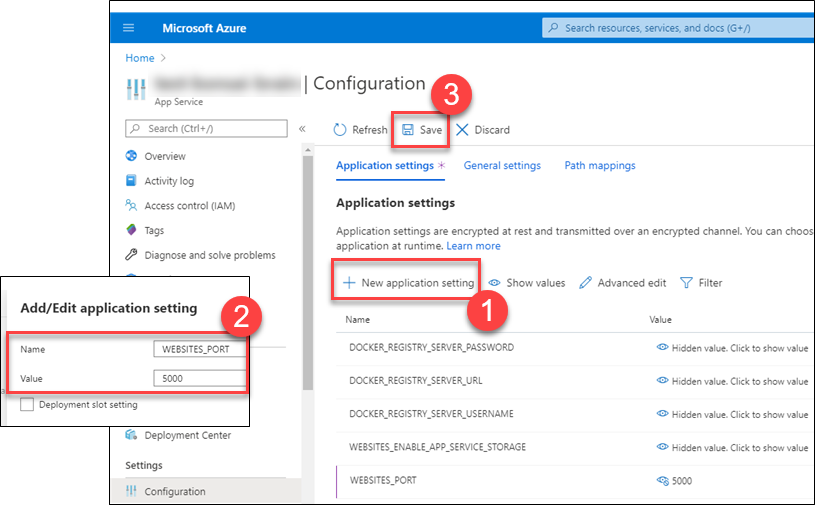 Microsoft Azure
Search resources, services, and docs (G+/)
Home >
| Configuration
App Service
3
Search (Ctrl+/)
«
Refresh
Save
Discard
Overview
Activity log
Access control (IAM)
Tags
Diagnose and solve problems
Application settings *
General settings
Path mappings
Application settings
Application settings are encrypted at rest and transmitted over an encrypted channel. You can choos
application at runtime. Learn more
New application setting
Show values
Advanced edit
Filter
1
Add/Edit application setting
2
Name
WEBSITES_PORT
Value
5000
Deployment slot setting
Name
Value
DOCKER_REGISTRY_SERVER_PASSWORD
Hidden value. Click to show value
DOCKER_REGISTRY_SERVER_URL
Hidden value. Click to show value
DOCKER_REGISTRY_SERVER_USERNAME
Hidden value. Click to show value
WEBSITES_ENABLE_APP_SERVICE_STORAGE
Hidden value. Click to show value
WEBSITES_PORT
5000
Deployment Center
Settings
Configuration